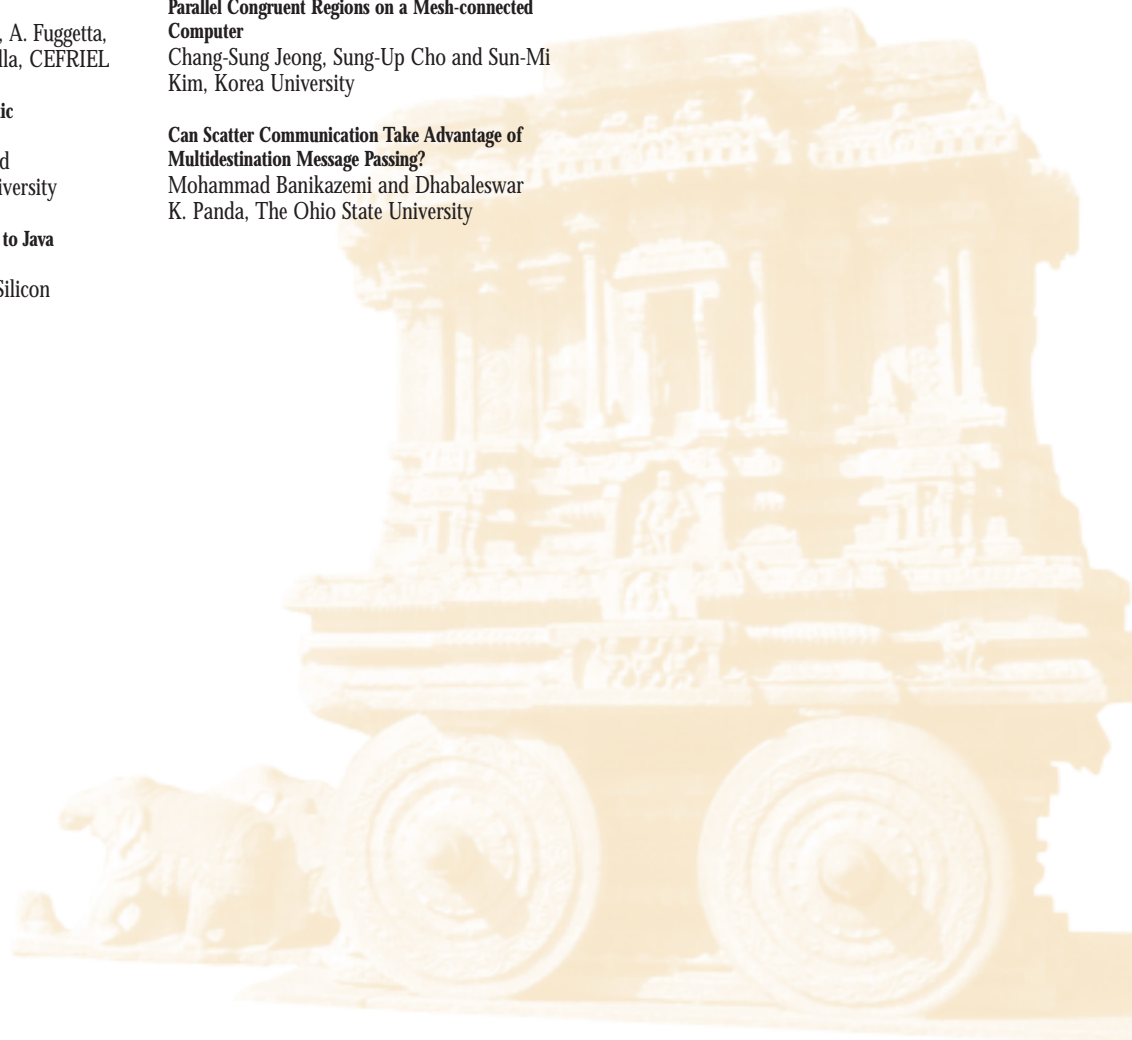 , A. Fuggetta,
lla, CEFRIEL
ic
d
iversity
to Java
Silicon
Parallel Congruent Regions on a Mesh-connected
Computer
Chang-Sung Jeong, Sung-Up Cho and Sun-Mi
Kim, Korea University
Can Scatter Communication Take Advantage of
Multidestination Message Passing?
Mohammad Banikazemi and Dhabaleswar
K. Panda, The Ohio State University